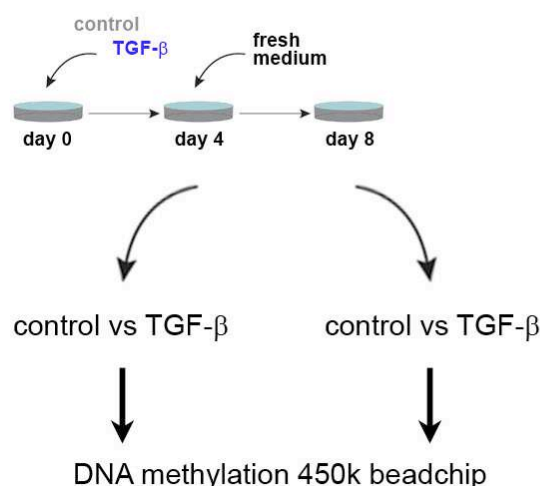 control
TGF-β
fresh
medium
day 0
day 4
day 8
control vs TGF-β
control vs TGF-β
DNA methylation 450k beadchip